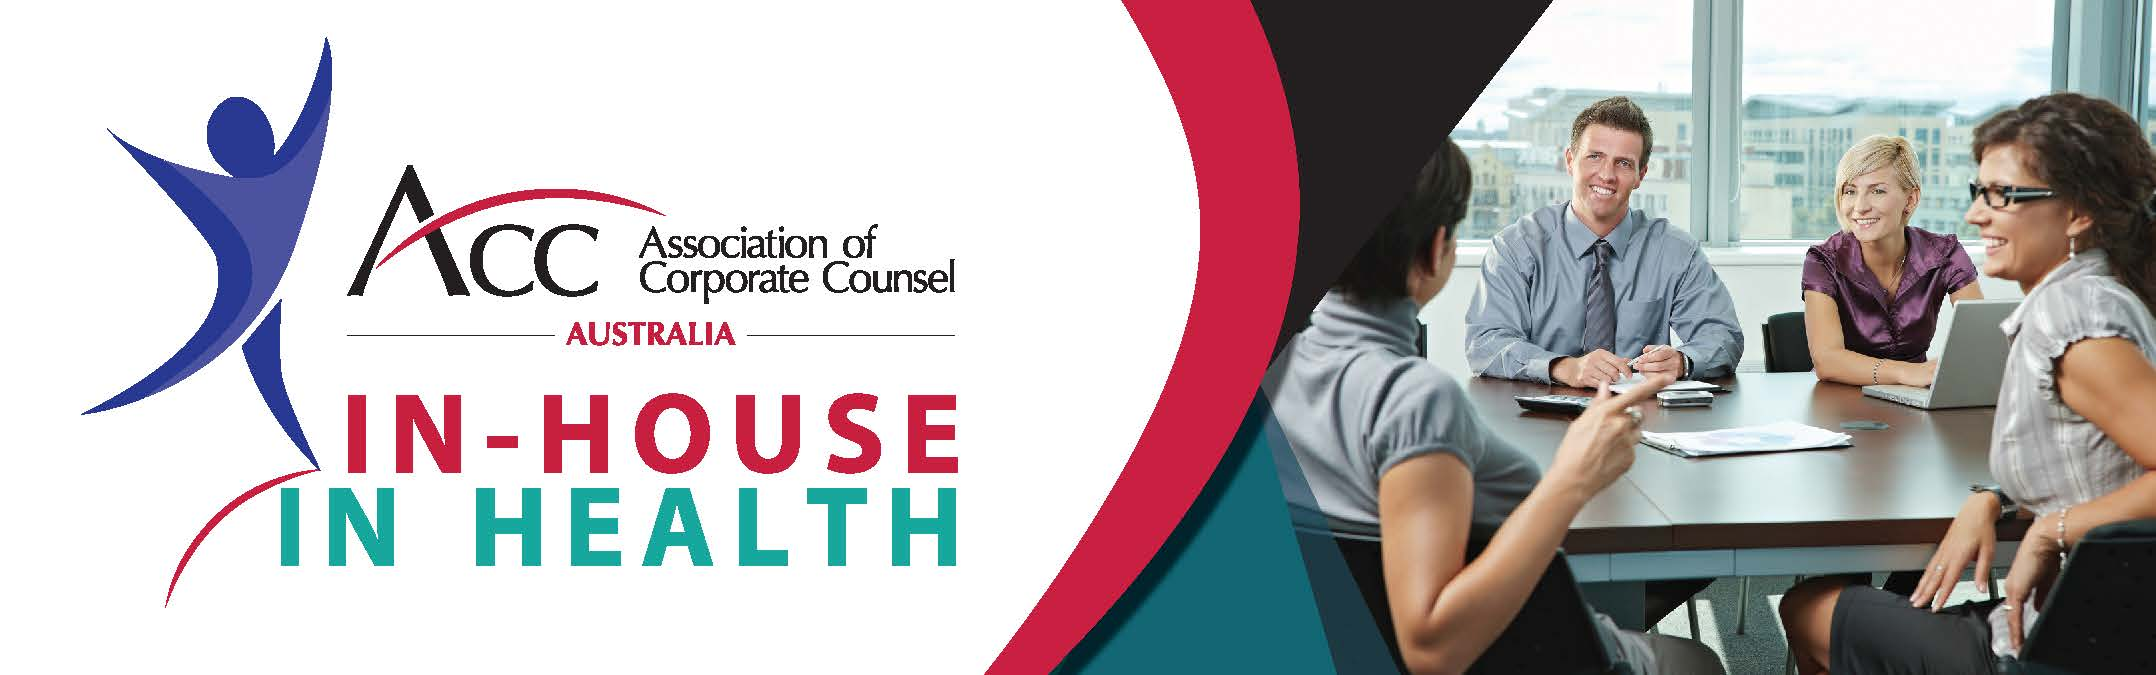 ACC Association of
Corporate Counsel
AUSTRALIA
IN-HOUSE
IN HEALTH